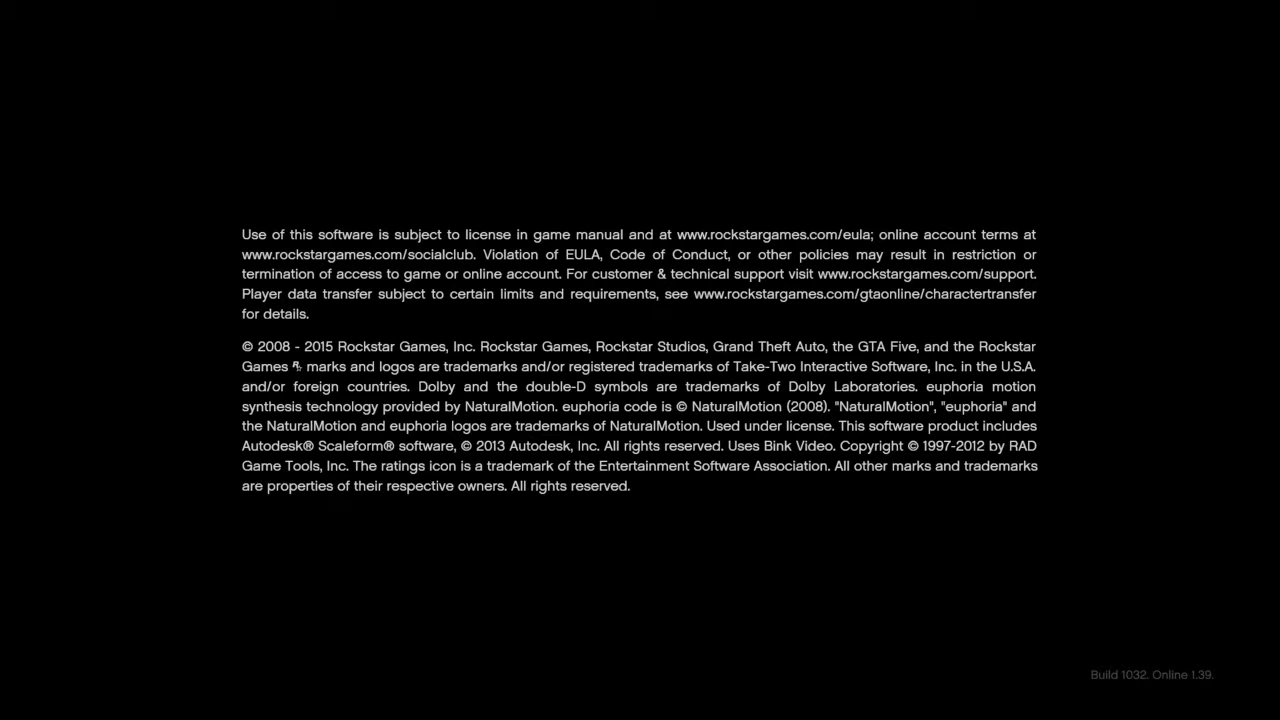 Use of this software is subject to license in game manual and at www.rockstargames.com/eula; online account terms at
www.rockstargames.com/socialclub. Violation of EULA, Code of Conduct, or other policies may result in restriction or
termination of access to game or online account. For customer & technical support visit www.rockstargames.com/support.
Player data transfer subject to certain limits and requirements, see www.rockstargames.com/gtaonline/charactertransfer
for details.
© 2008 - 2015 Rockstar Games, Inc. Rockstar Games, Rockstar Studios, Grand Theft Auto, the GTA Five, and the Rockstar
Games R* marks and logos are trademarks and/or registered trademarks of Take-Two Interactive Software, Inc. in the U.S.A.
and/or foreign countries. Dolby and the double-D symbols are trademarks of Dolby Laboratories. euphoria motion
synthesis technology provided by NaturalMotion. euphoria code is © NaturalMotion (2008). "NaturalMotion", "euphoria" and
the NaturalMotion and euphoria logos are trademarks of NaturalMotion. Used under license. This software product includes
Autodesk® Scaleform® software, © 2013 Autodesk, Inc. All rights reserved. Uses Bink Video. Copyright © 1997-2012 by RAD
Game Tools, Inc. The ratings icon is a trademark of the Entertainment Software Association. All other marks and trademarks
are properties of their respective owners. All rights reserved.
Build 1032. Online 1.39.